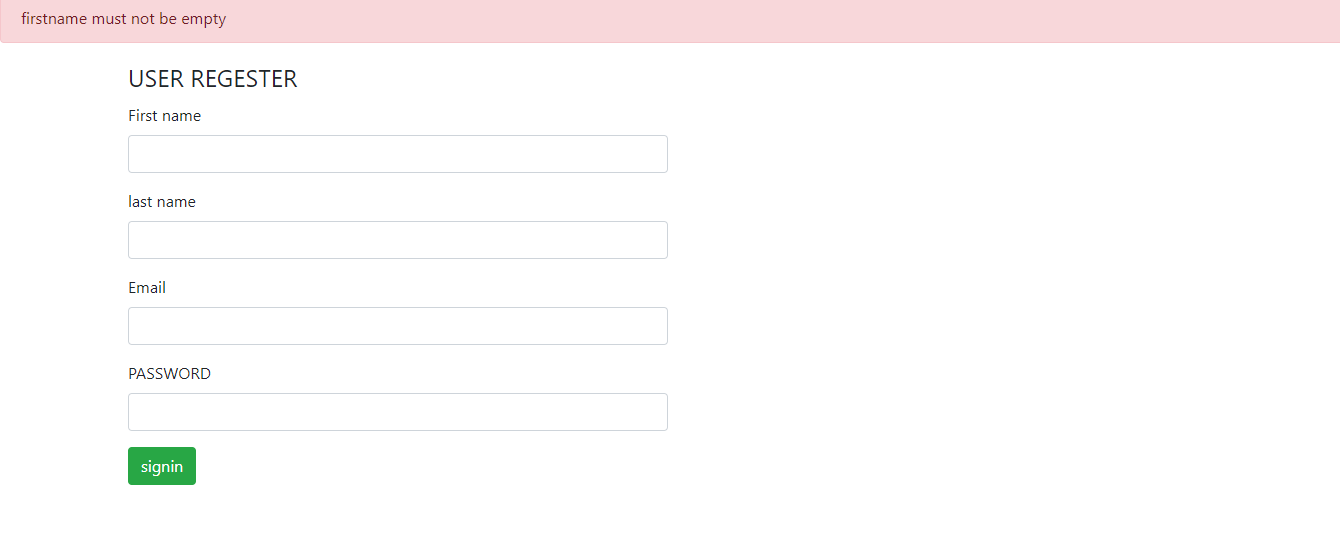 firstname must not be empty
USER REGESTER
First name
last name
Email
PASSWORD
signin